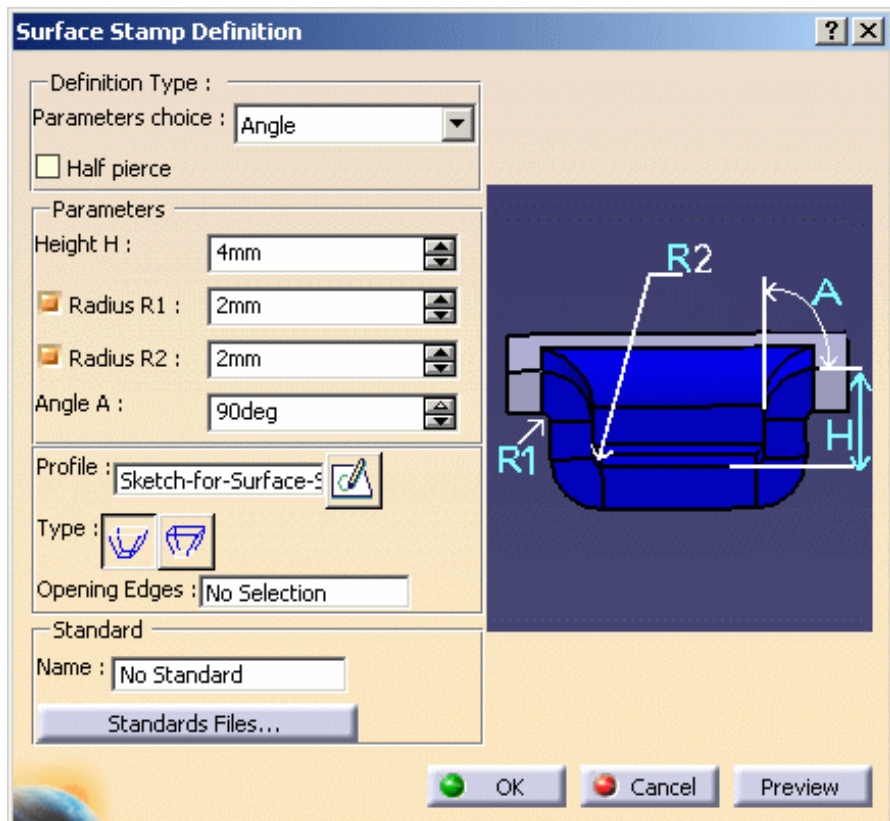 Surface Stamp Definition
Definition Type :
Parameters choice : Angle
Half pierce
Parameters
Height H : 4mm
Radius R1 : 2mm
Radius R2 : 2mm
Angle A : 90deg
Profile : Sketch-for-Surface-S
Type :
Opening Edges : No Selection
Standard
Name : No Standard
Standards Files...
R2
A
R1
H
OK Cancel Preview